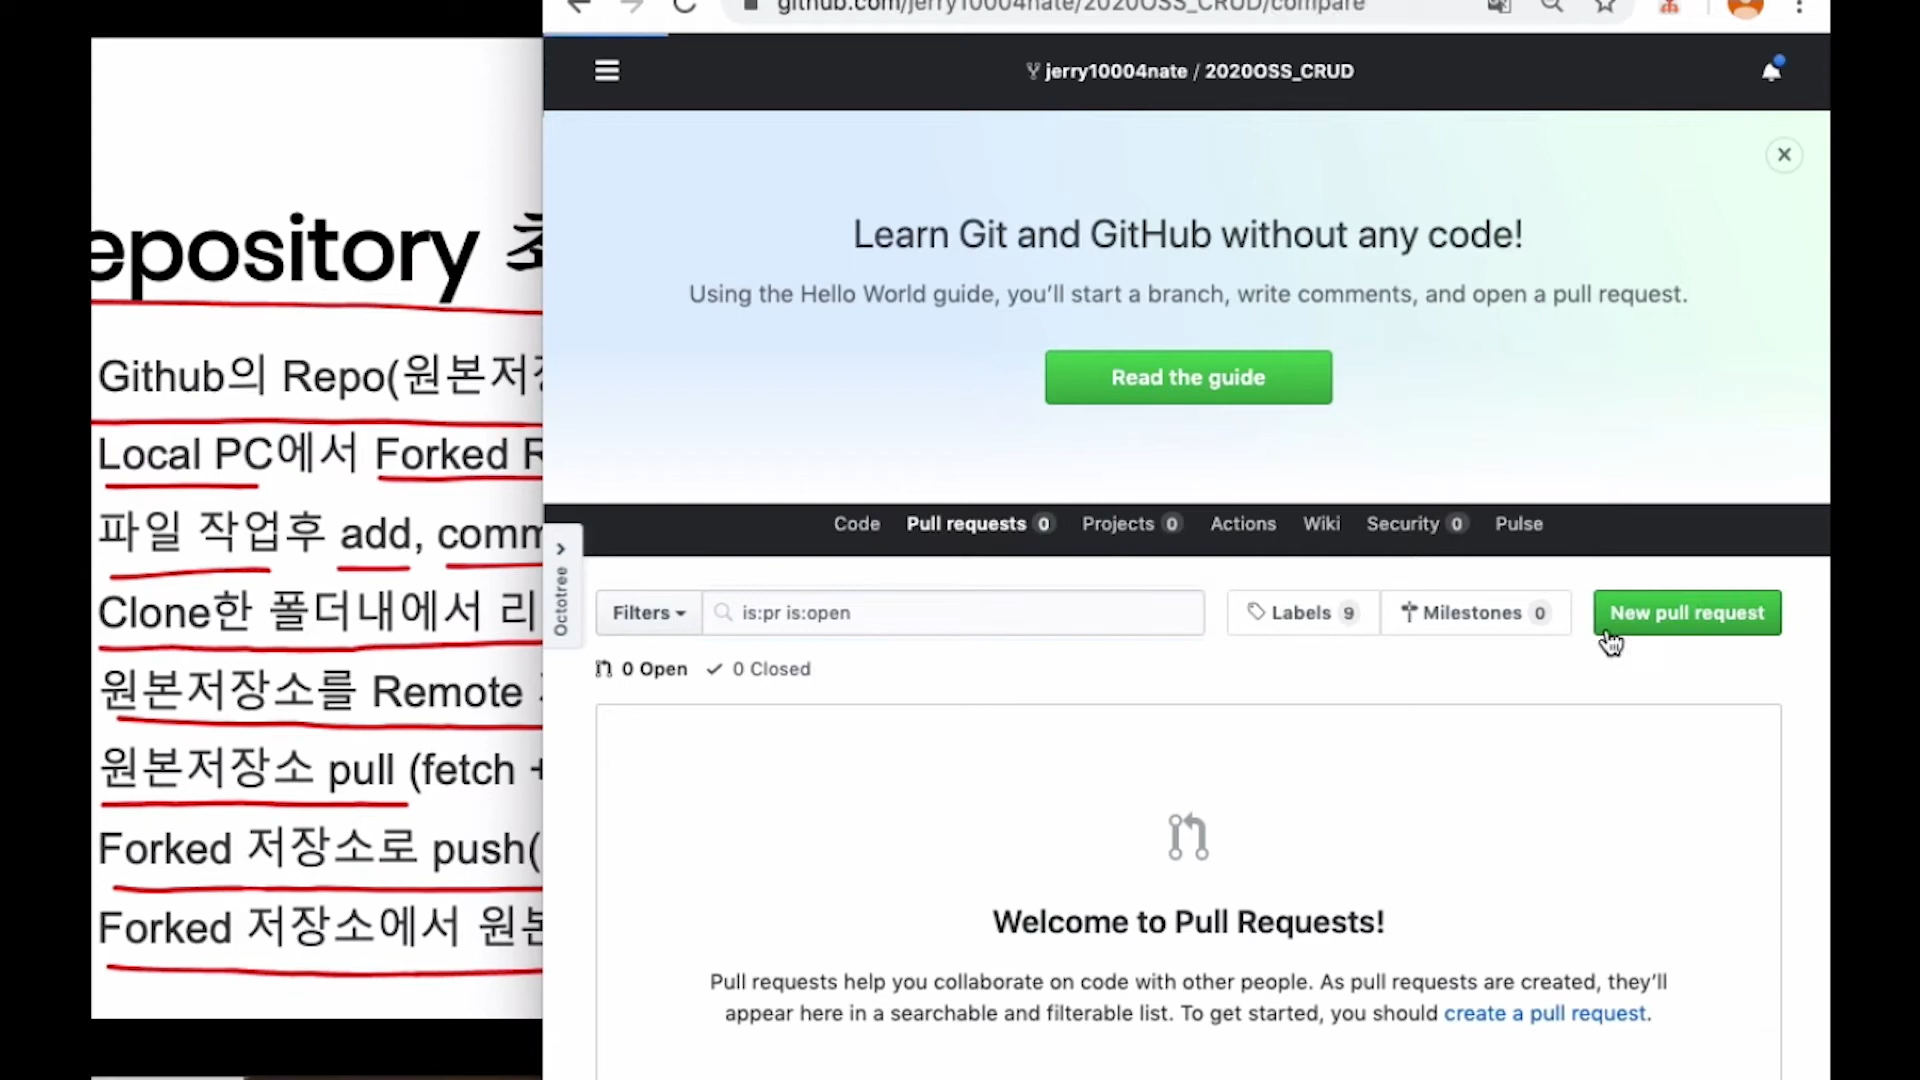 github.com/jerry10004nate/2020OSS_CRUD/compare
jerry10004nate / 2020OSS_CRUD
Learn Git and GitHub without any code!
Using the Hello World guide, you’ll start a branch, write comments, and open a pull request.
Read the guide
Code Pull requests 0 Projects 0 Actions Wiki Security 0 Pulse
Octotree
Filters is:pr is:open Labels 9 Milestones 0 New pull request
0 Open 0 Closed
Welcome to Pull Requests!
Pull requests help you collaborate on code with other people. As pull requests are created, they’ll
appear here in a searchable and filterable list. To get started, you should create a pull request.
epository
Github의 Repo(원본저
Local PC에서 Forked R
파일 작업후 add, comm
Clone한 폴더내에서 리
원본저장소를 Remote
원본저장소 pull (fetch +
Forked 저장소로 push(
Forked 저장소에서 원본